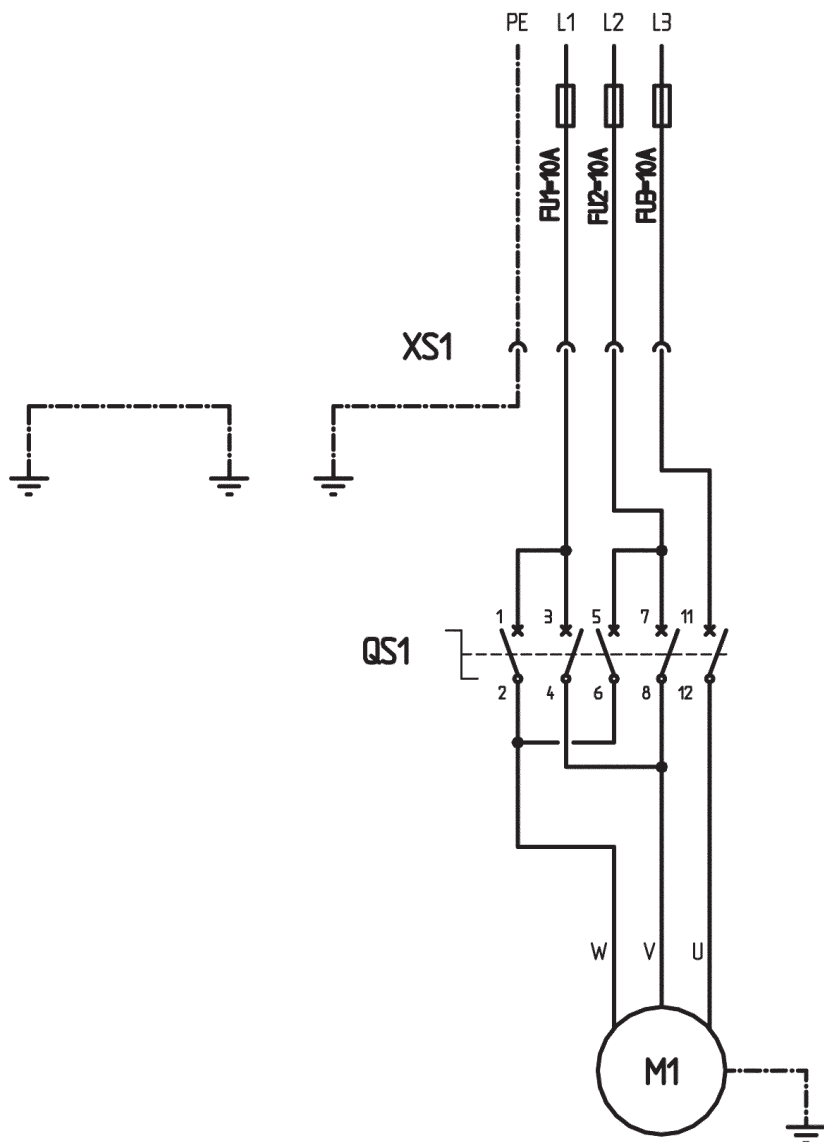 PE L1 L2 L3
FU1=10A FU2=10A FU3=10A
XS1
1 3 5 7 11
QS1
2 4 6 8 12
W V U
M1